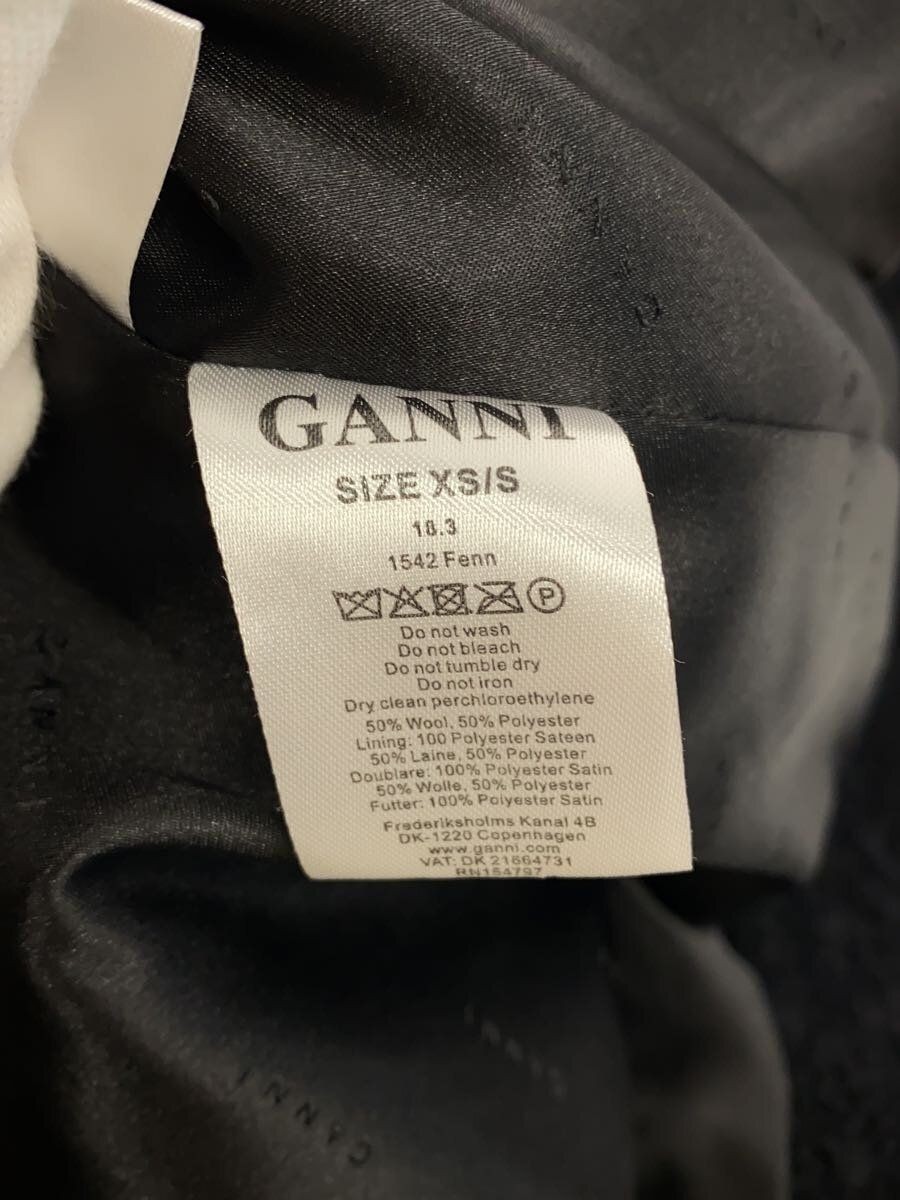 GANNI
SIZE XS/S
18.3
1542 Fenn
P
Do not wash
Do not bleach
Do not tumble dry
Do not iron
Dry clean perchloroethylene
50% Wool, 50% Polyester
Lining: 100 Polyester Sateen
50% Laine, 50% Polyester
Doublare: 100% Polyester Satin
50% Wolle, 50% Polyester
Futter: 100% Polyester Satin
Frederiksholms Kanal 4B
DK-1220 Copenhagen
www.ganni.com
VAT: DK 21664731
RN154797
GANNI